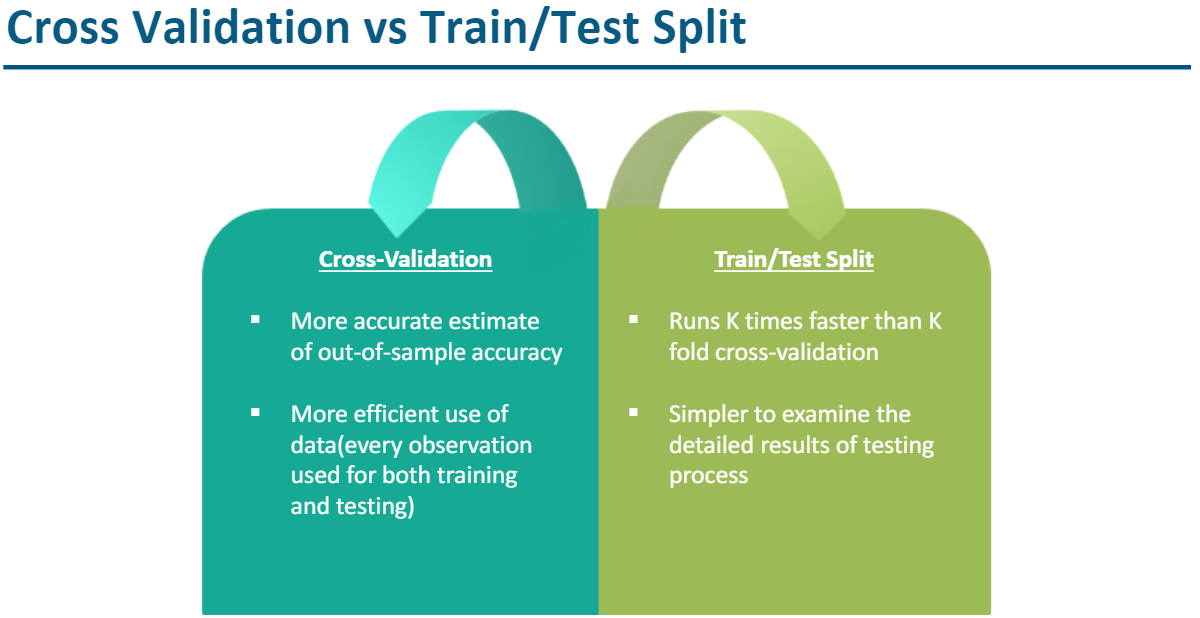 Cross Validation vs Train/Test Split
Cross-Validation
▪ More accurate estimate
of out-of-sample accuracy
▪ More efficient use of
data(every observation
used for both training
and testing)
Train/Test Split
▪ Runs K times faster than K
fold cross-validation
▪ Simpler to examine the
detailed results of testing
process